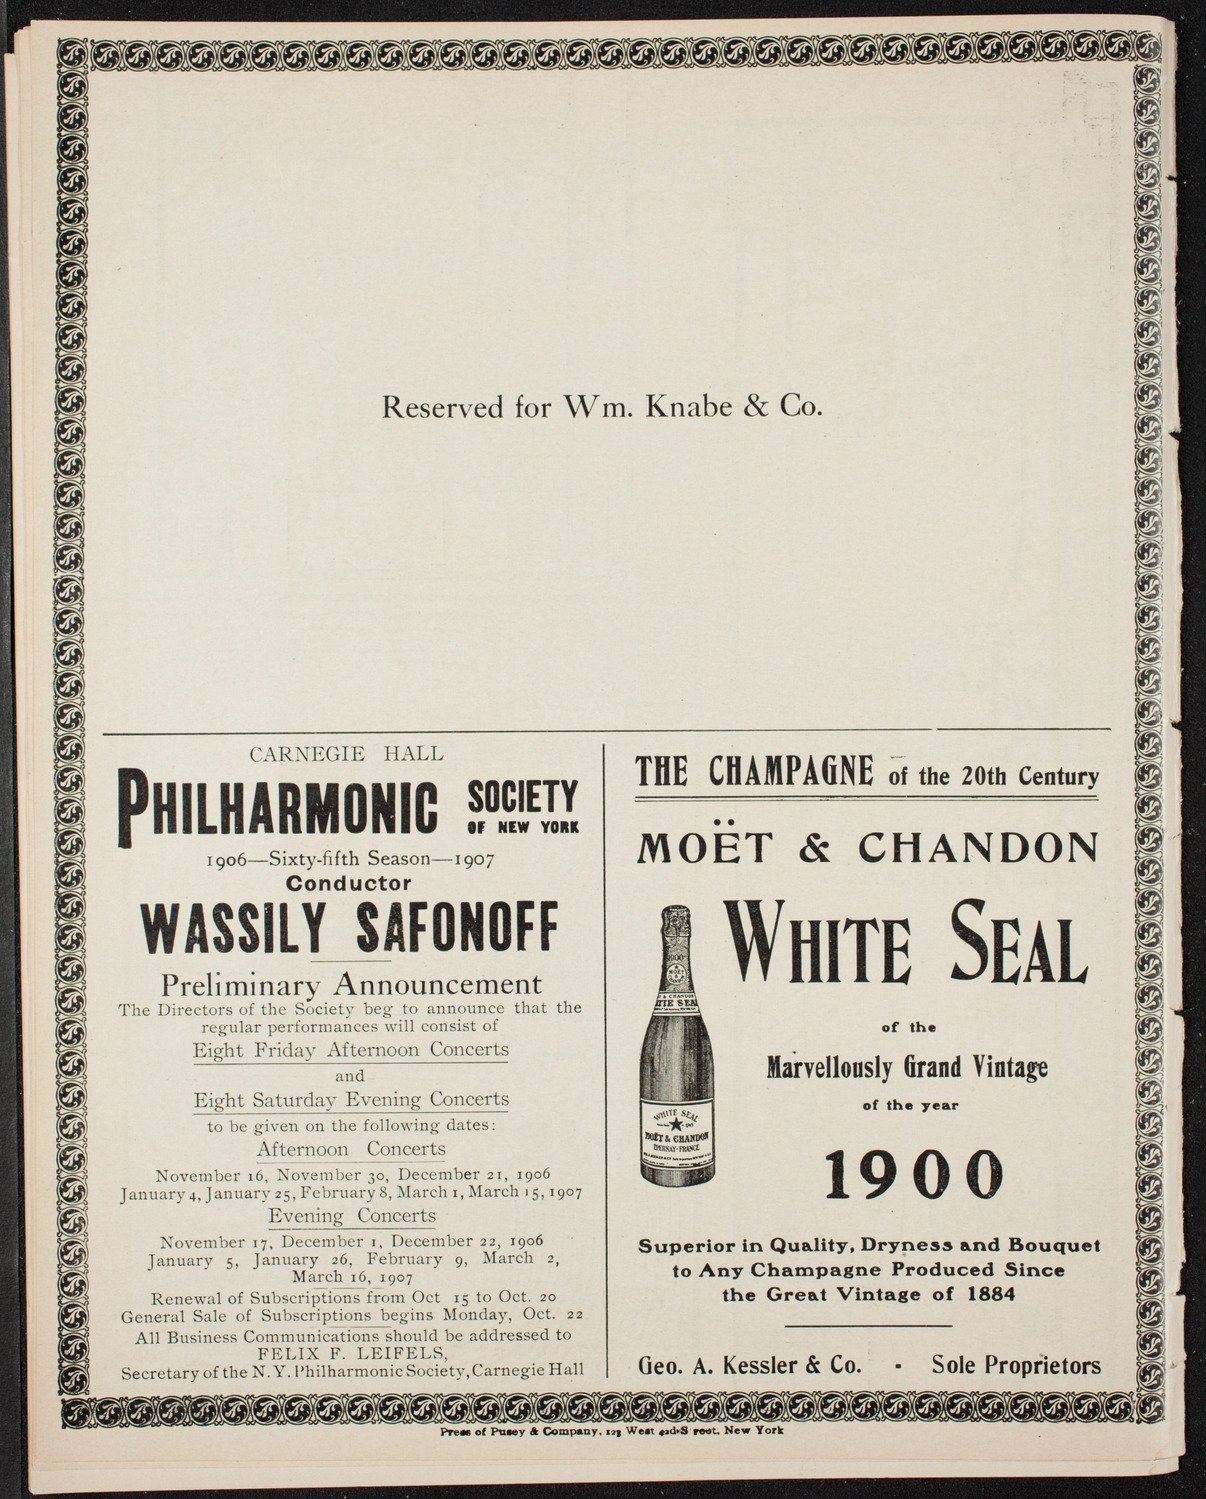 Reserved for Wm. Knabe & Co.
CARNEGIE HALL
PHILHARMONIC SOCIETY
OF NEW YORK
1906—Sixty-fifth Season—1907
Conductor
WASSILY SAFONOFF
Preliminary Announcement
The Directors of the Society beg to announce that the
regular performances will consist of
Eight Friday Afternoon Concerts
and
Eight Saturday Evening Concerts
to be given on the following dates:
Afternoon Concerts
November 16, November 30, December 21, 1906
January 4, January 25, February 8, March 1, March 15, 1907
Evening Concerts
November 17, December 1, December 22, 1906
January 5, January 26, February 9, March 2,
March 16, 1907
Renewal of Subscriptions from Oct 15 to Oct. 20
General Sale of Subscriptions begins Monday, Oct. 22
All Business Communications should be addressed to
FELIX F. LEIFELS,
Secretary of the N. Y. Philharmonic Society, Carnegie Hall
THE CHAMPAGNE of the 20th Century
MOËT & CHANDON
WHITE SEAL
of the
Marvellously Grand Vintage
of the year
1900
WHITE SEAL
MOËT & CHANDON
EPERNAY-FRANCE
Superior in Quality, Dryness and Bouquet
to Any Champagne Produced Since
the Great Vintage of 1884
Geo. A. Kessler & Co. - Sole Proprietors
Press of Pusey & Company, 123 West 42d S reet, New York